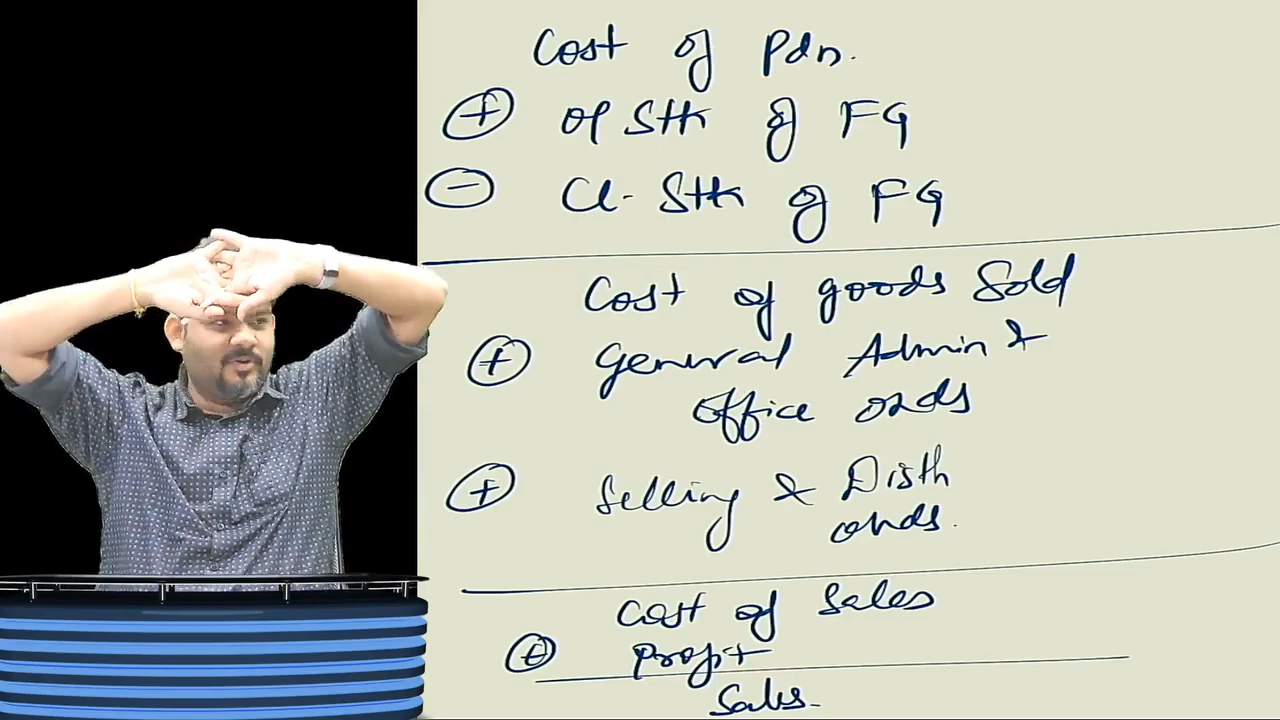 Cost of Pdn.
+ Op Stk of FG
- Cl. Stk of FG
Cost of goods Sold
+ General Admin &
Office ohds
+ Selling & Distn
ohds.
Cost of Sales
+ Profit
Sales.